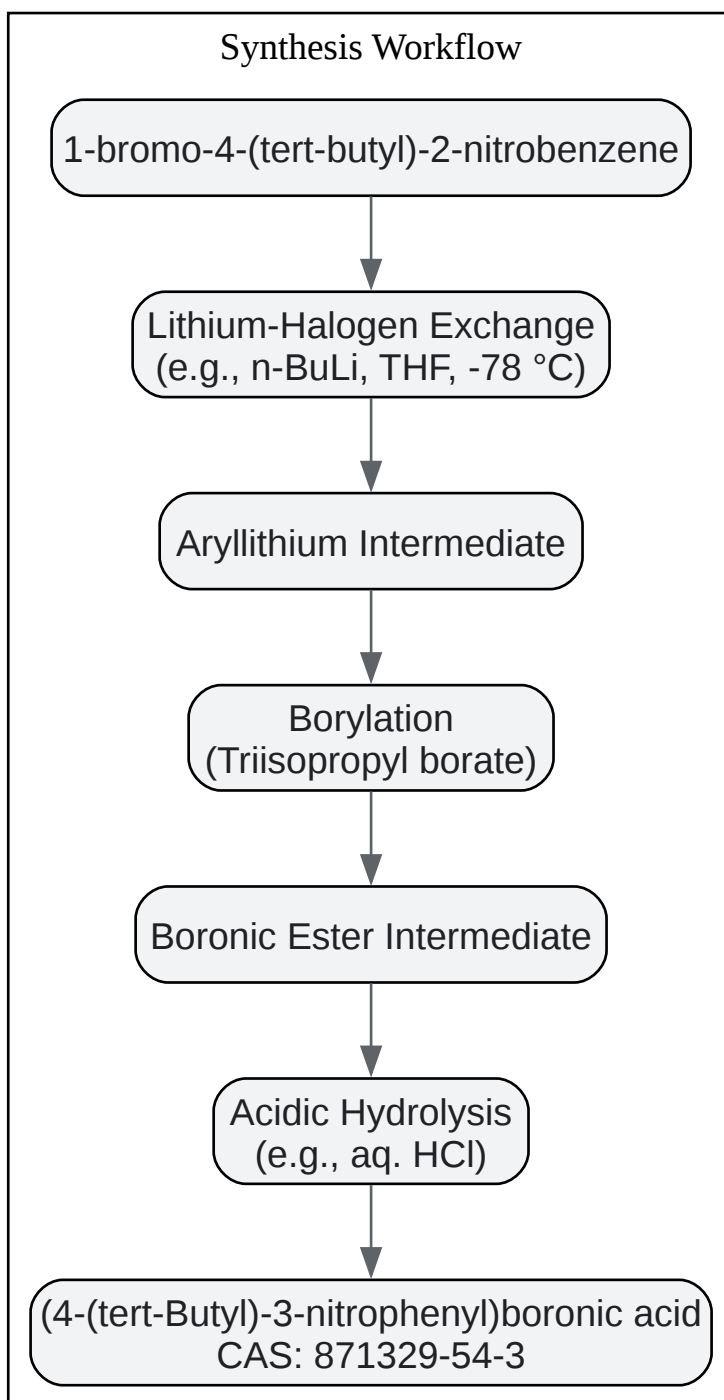 Synthesis Workflow
1-bromo-4-(tert-butyl)-2-nitrobenzene
Lithium-Halogen Exchange
(e.g., n-BuLi, THF, -78 °C)
Aryllithium Intermediate
Borylation
(Triisopropyl borate)
Boronic Ester Intermediate
Acidic Hydrolysis
(e.g., aq. HCl)
(4-(tert-Butyl)-3-nitrophenyl)boronic acid
CAS: 871329-54-3